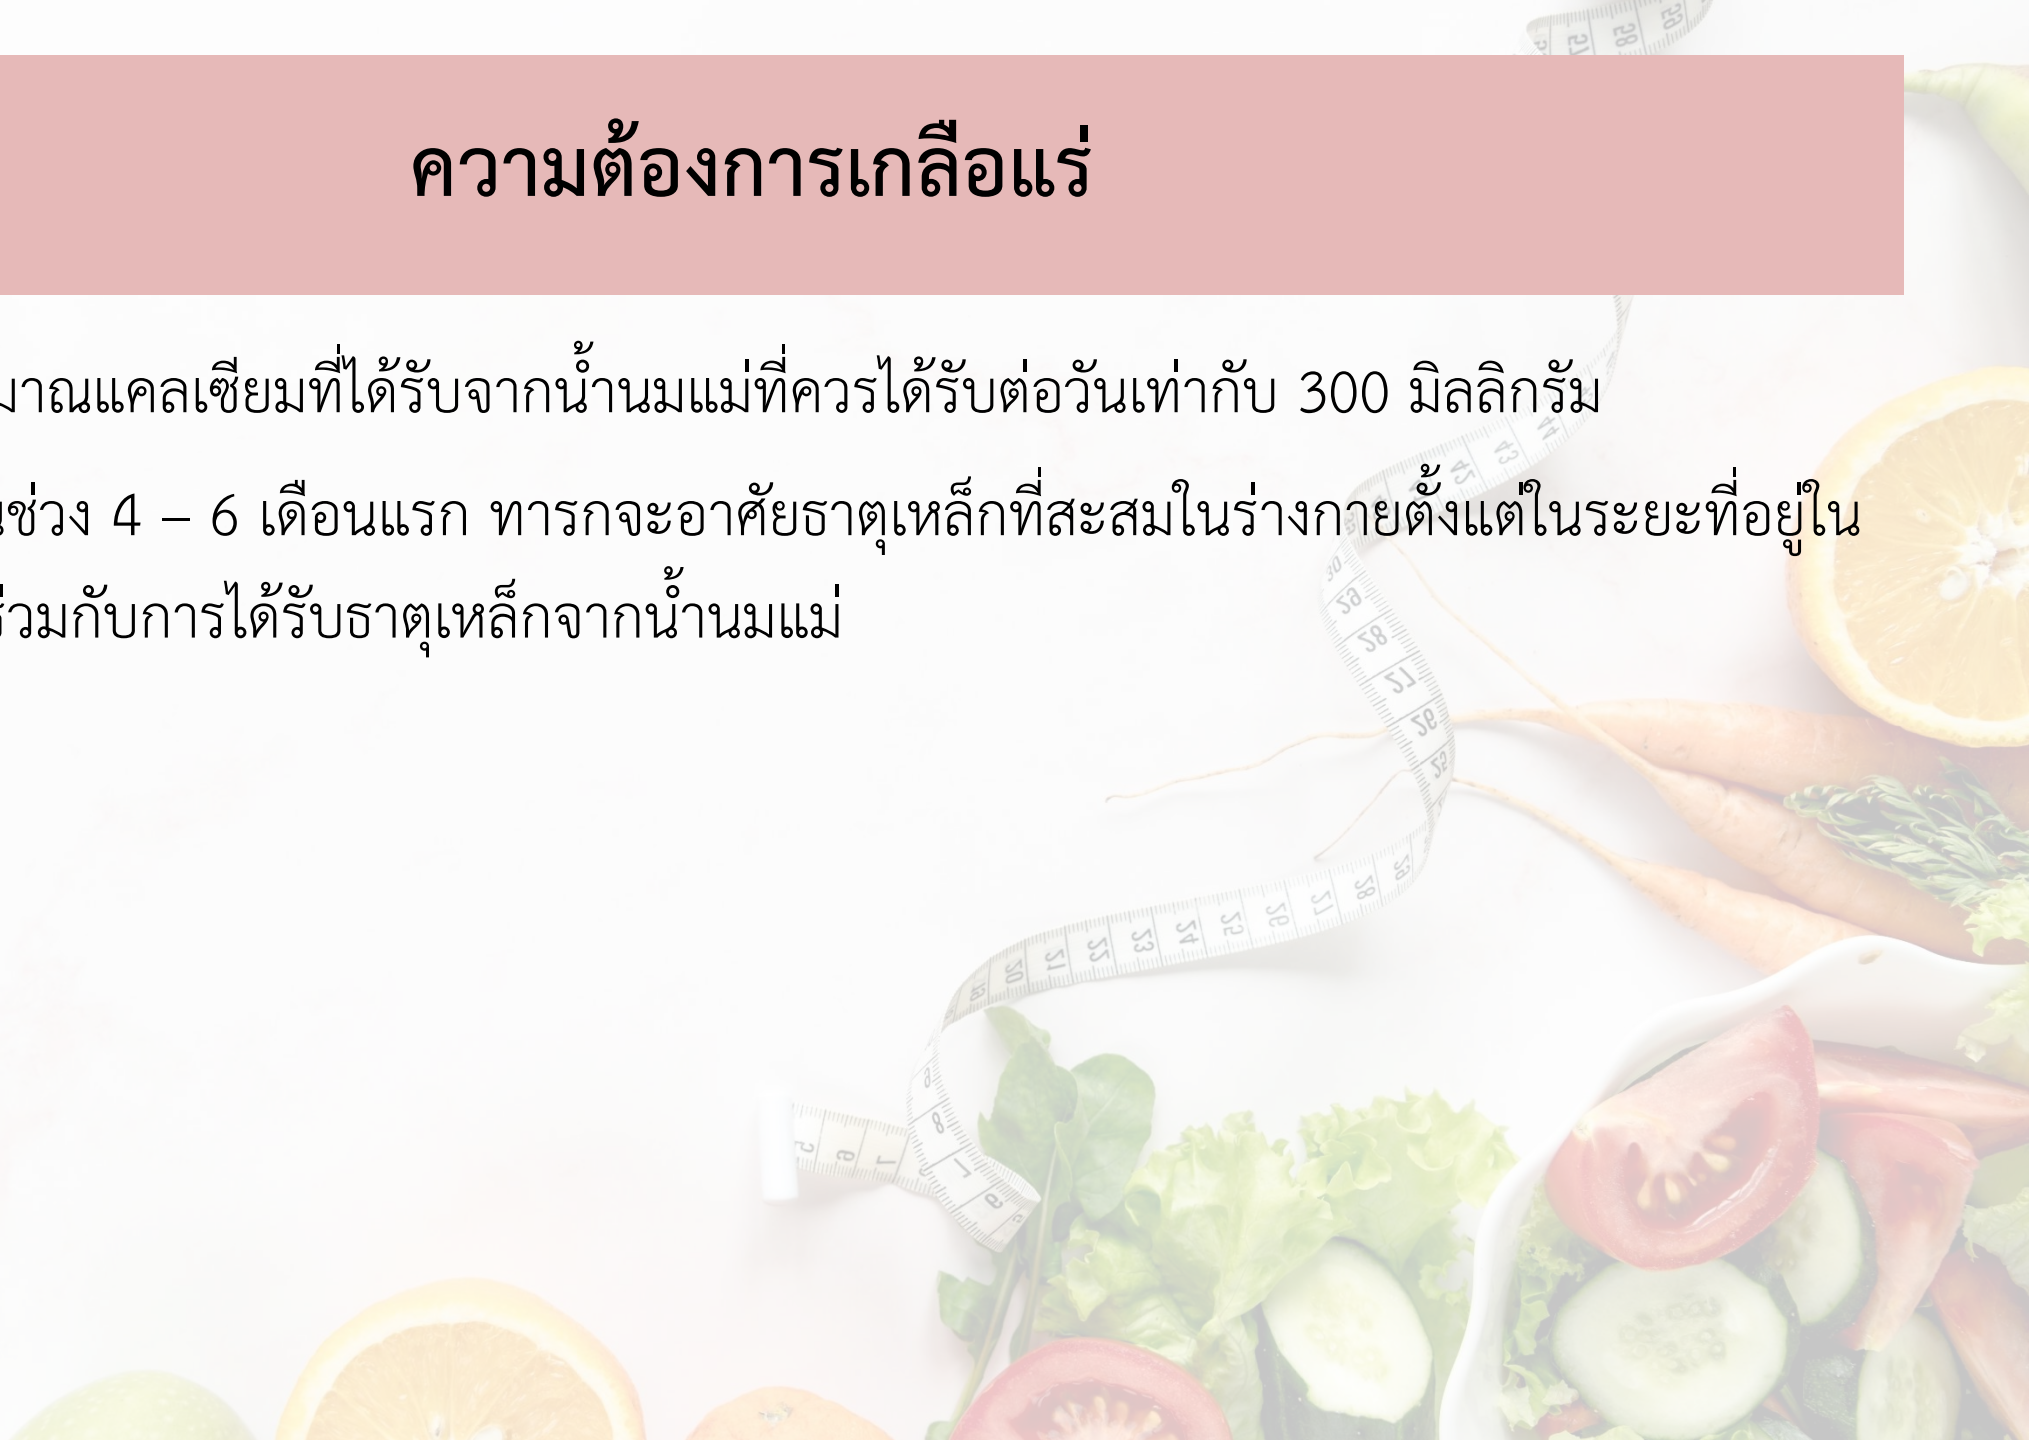 ความต้องการเกลือแร่
มาณแคลเซียมที่ได้รับจากน้ำนมแม่ที่ควรได้รับต่อวันเท่ากับ 300 มิลลิกรัม
นช่วง 4 – 6 เดือนแรก ทารกจะอาศัยธาตุเหล็กที่สะสมในร่างกายตั้งแต่ในระยะที่อยู่ใน
ร่วมกับการได้รับธาตุเหล็กจากน้ำนมแม่